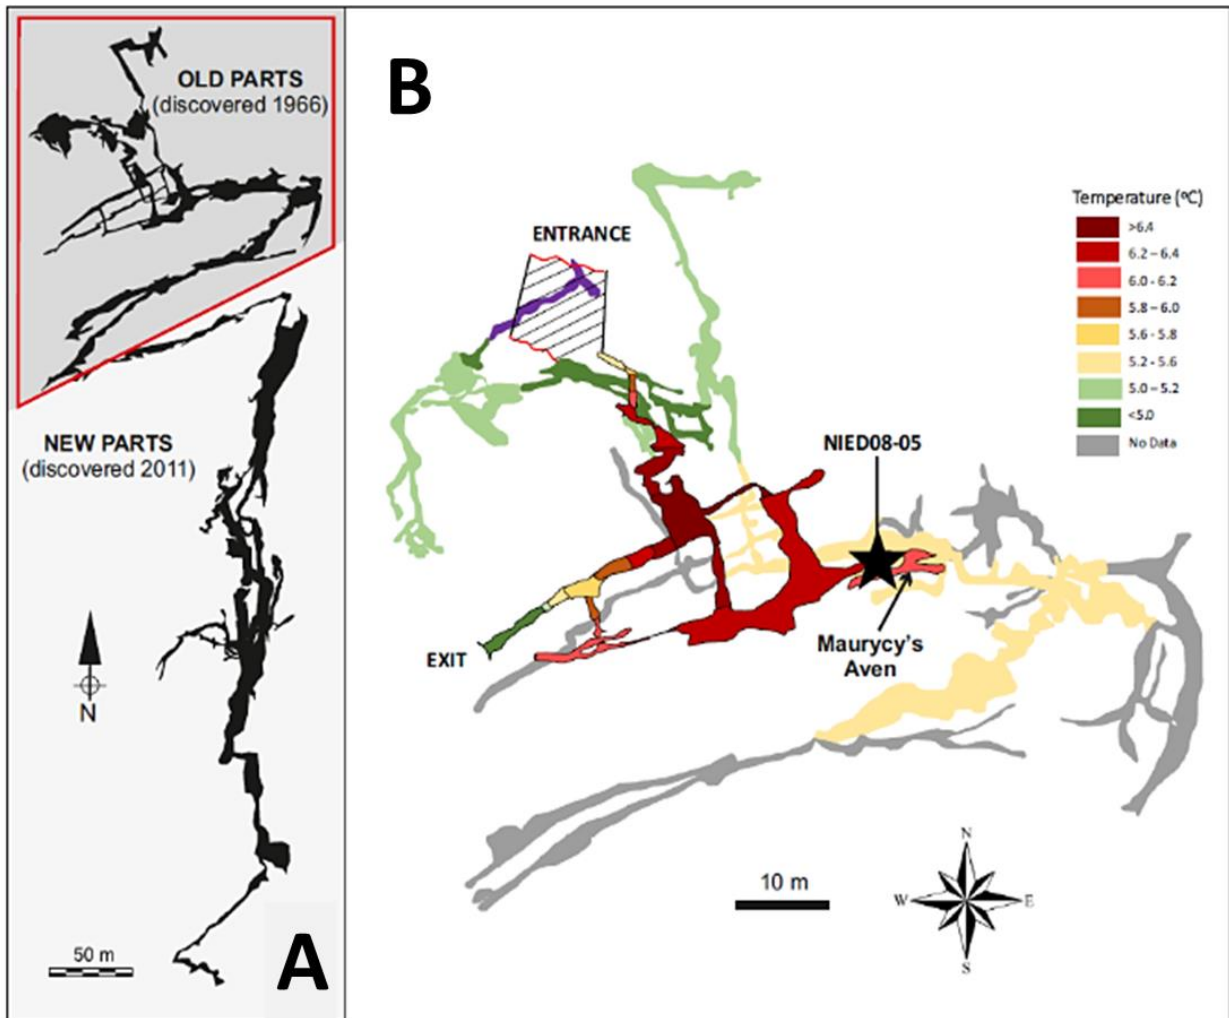 OLD PARTS
(discovered 1966)
NEW PARTS
(discovered 2011)
N
50 m
A
B
ENTRANCE
NIED08-05
Maurycy's
Aven
EXIT
10 m
N
W
E
S
Temperature (ºC)
>6.4
6.2 – 6.4
6.0 - 6.2
5.8 – 6.0
5.6 - 5.8
5.2 - 5.6
5.0 – 5.2
<5.0
No Data